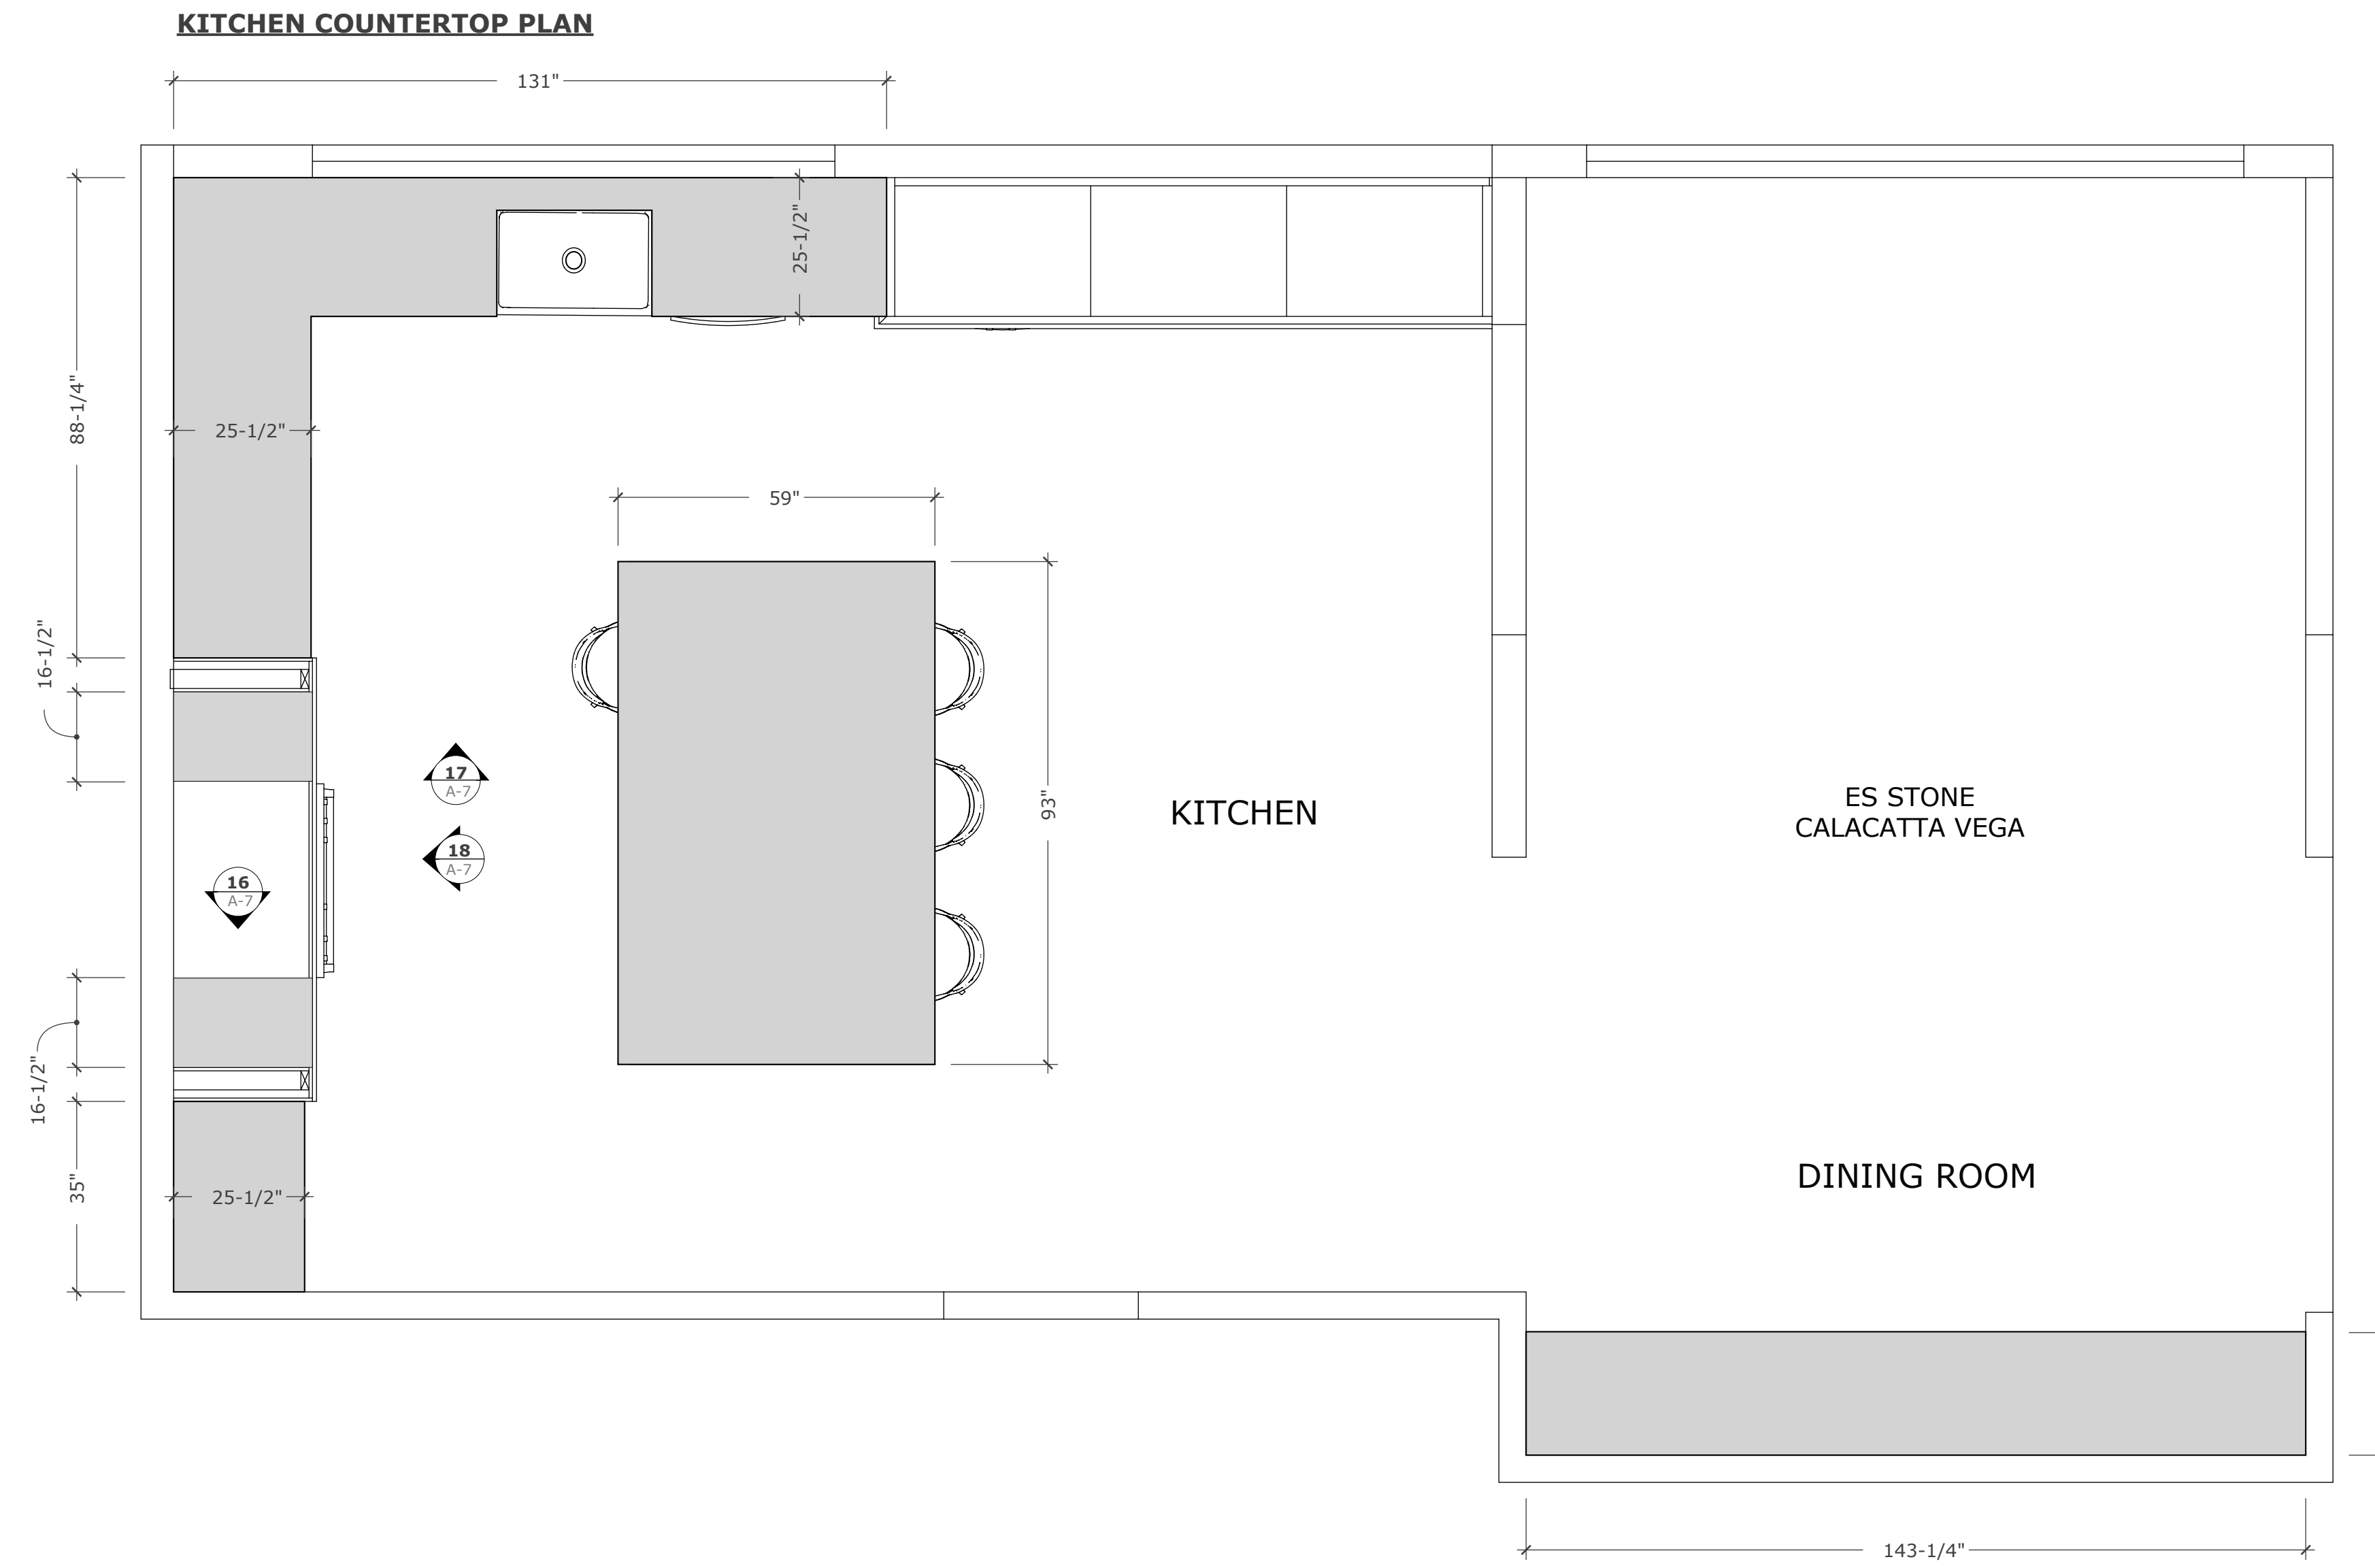 KITCHEN COUNTERTOP PLAN
131"
25-1/2"
88-1/4"
25-1/2"
59"
16-1/2"
93"
17
A-7
18
A-7
16
A-7
KITCHEN
ES STONE
CALACATTA VEGA
16-1/2"
35"
25-1/2"
DINING ROOM
143-1/4"